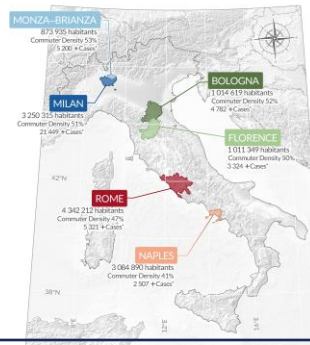 MONZA-BRIANZA
873 935 habitants
Commuter Density 53%
5 200 +Cases*
BOLOGNA
1 014 619 habitants
Commuter Density 52%
4 782 +Cases*
MILAN
3 250 315 habitants
Commuter Density 51%
21 449 +Cases*
FLORENCE
1 011 349 habitants
Commuter Density 50%
3 324 +Cases*
42°N
ROME
4 342 212 habitants
Commuter Density 47%
5 321 +Cases*
NAPLES
3 084 890 habitants
Commuter Density 41%
2 507 +Cases*
38°N
12°E
16°E